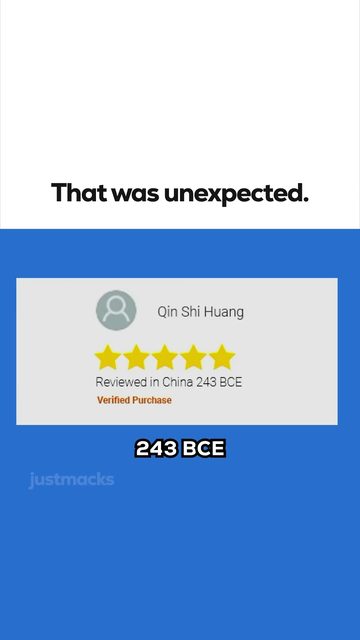 That was unexpected.
Qin Shi Huang
Reviewed in China 243 BCE
Verified Purchase
243 BCE
justmacks